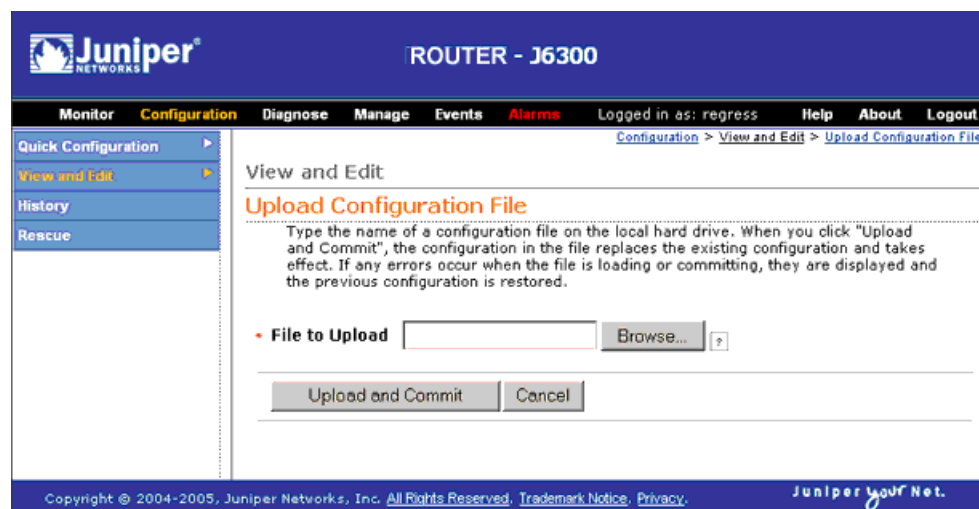 Juniper®
NETWORKS
ROUTER - J6300
Monitor Configuration Diagnose Manage Events Alarms Logged in as: regress Help About Logout
Configuration > View and Edit > Upload Configuration File
Quick Configuration
View and Edit
History
Rescue
View and Edit
Upload Configuration File
Type the name of a configuration file on the local hard drive. When you click "Upload
and Commit", the configuration in the file replaces the existing configuration and takes
effect. If any errors occur when the file is loading or committing, they are displayed and
the previous configuration is restored.
• File to Upload Browse... ?
Upload and Commit Cancel
Copyright © 2004-2005, Juniper Networks, Inc. All Rights Reserved. Trademark Notice. Privacy.
Juniper your Net.